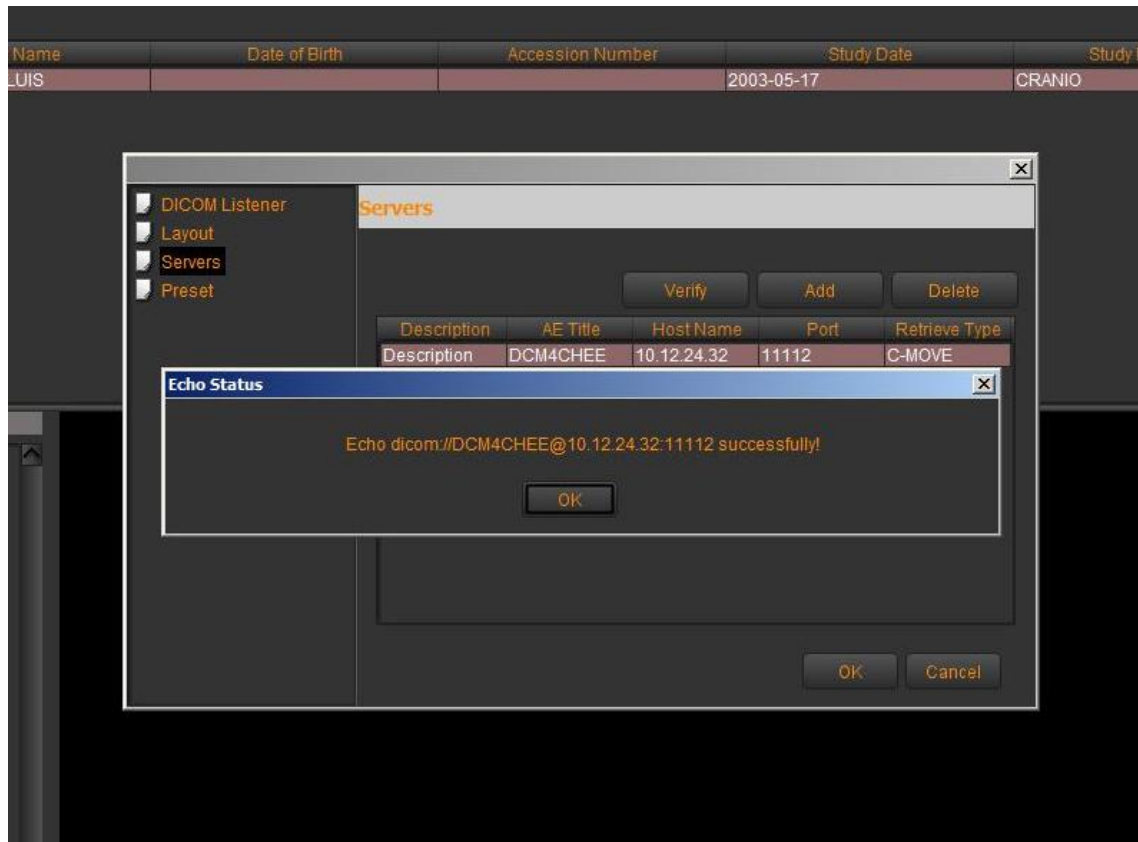 Name Date of Birth Accession Number Study Date Study
LUIS 2003-05-17 CRANIO
DICOM Listener
Layout
Servers
Preset
Servers
Verify Add Delete
Description AE Title Host Name Port Retrieve Type
Description DCM4CHEE 10.12.24.32 11112 C-MOVE
Echo Status
Echo dicom://DCM4CHEE@10.12.24.32:11112 successfully!
OK
OK Cancel